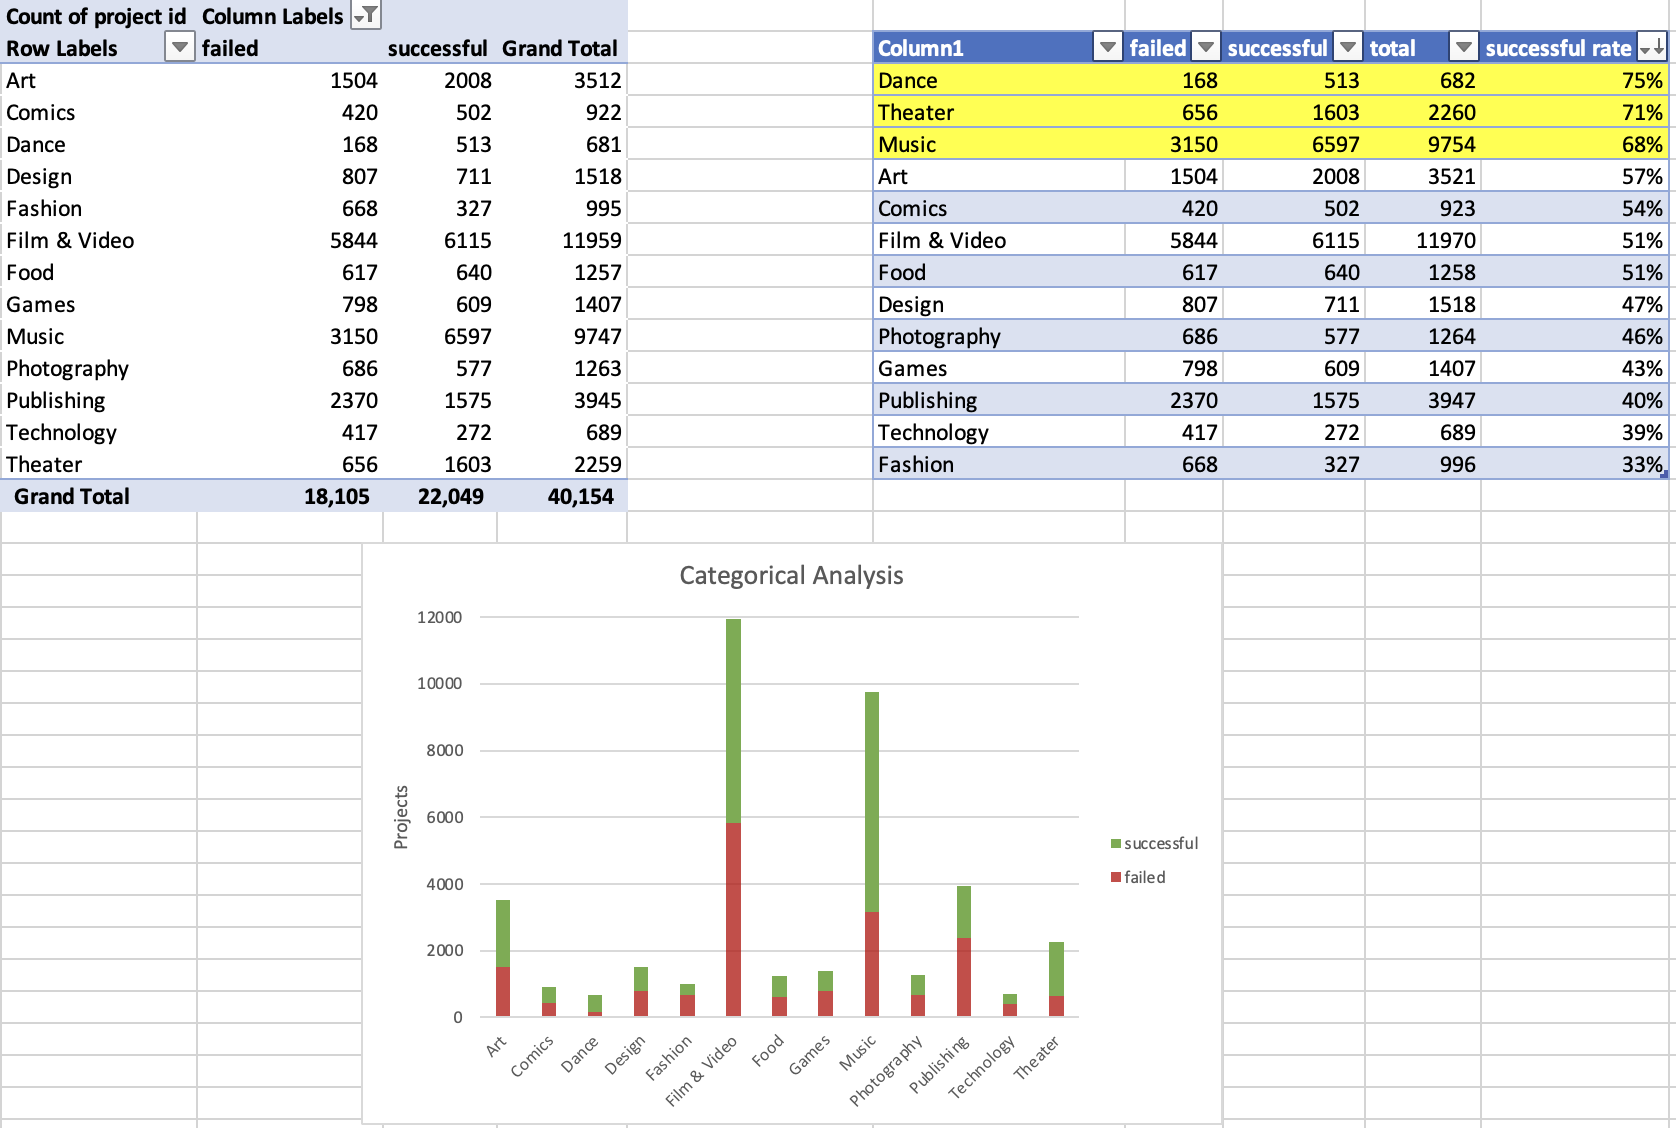 Count of project id Column Labels
Row Labels failed successful Grand Total
Art 1504 2008 3512
Comics 420 502 922
Dance 168 513 681
Design 807 711 1518
Fashion 668 327 995
Film & Video 5844 6115 11959
Food 617 640 1257
Games 798 609 1407
Music 3150 6597 9747
Photography 686 577 1263
Publishing 2370 1575 3945
Technology 417 272 689
Theater 656 1603 2259
Grand Total 18,105 22,049 40,154
Column1 failed successful total successful rate
Dance 168 513 682 75%
Theater 656 1603 2260 71%
Music 3150 6597 9754 68%
Art 1504 2008 3521 57%
Comics 420 502 923 54%
Film & Video 5844 6115 11970 51%
Food 617 640 1258 51%
Design 807 711 1518 47%
Photography 686 577 1264 46%
Games 798 609 1407 43%
Publishing 2370 1575 3947 40%
Technology 417 272 689 39%
Fashion 668 327 996 33%
Categorical Analysis
12000
10000
8000
6000
4000
2000
0
Projects
successful
failed
Art
Comics
Dance
Design
Fashion
Film & Video
Food
Games
Music
Photography
Publishing
Technology
Theater